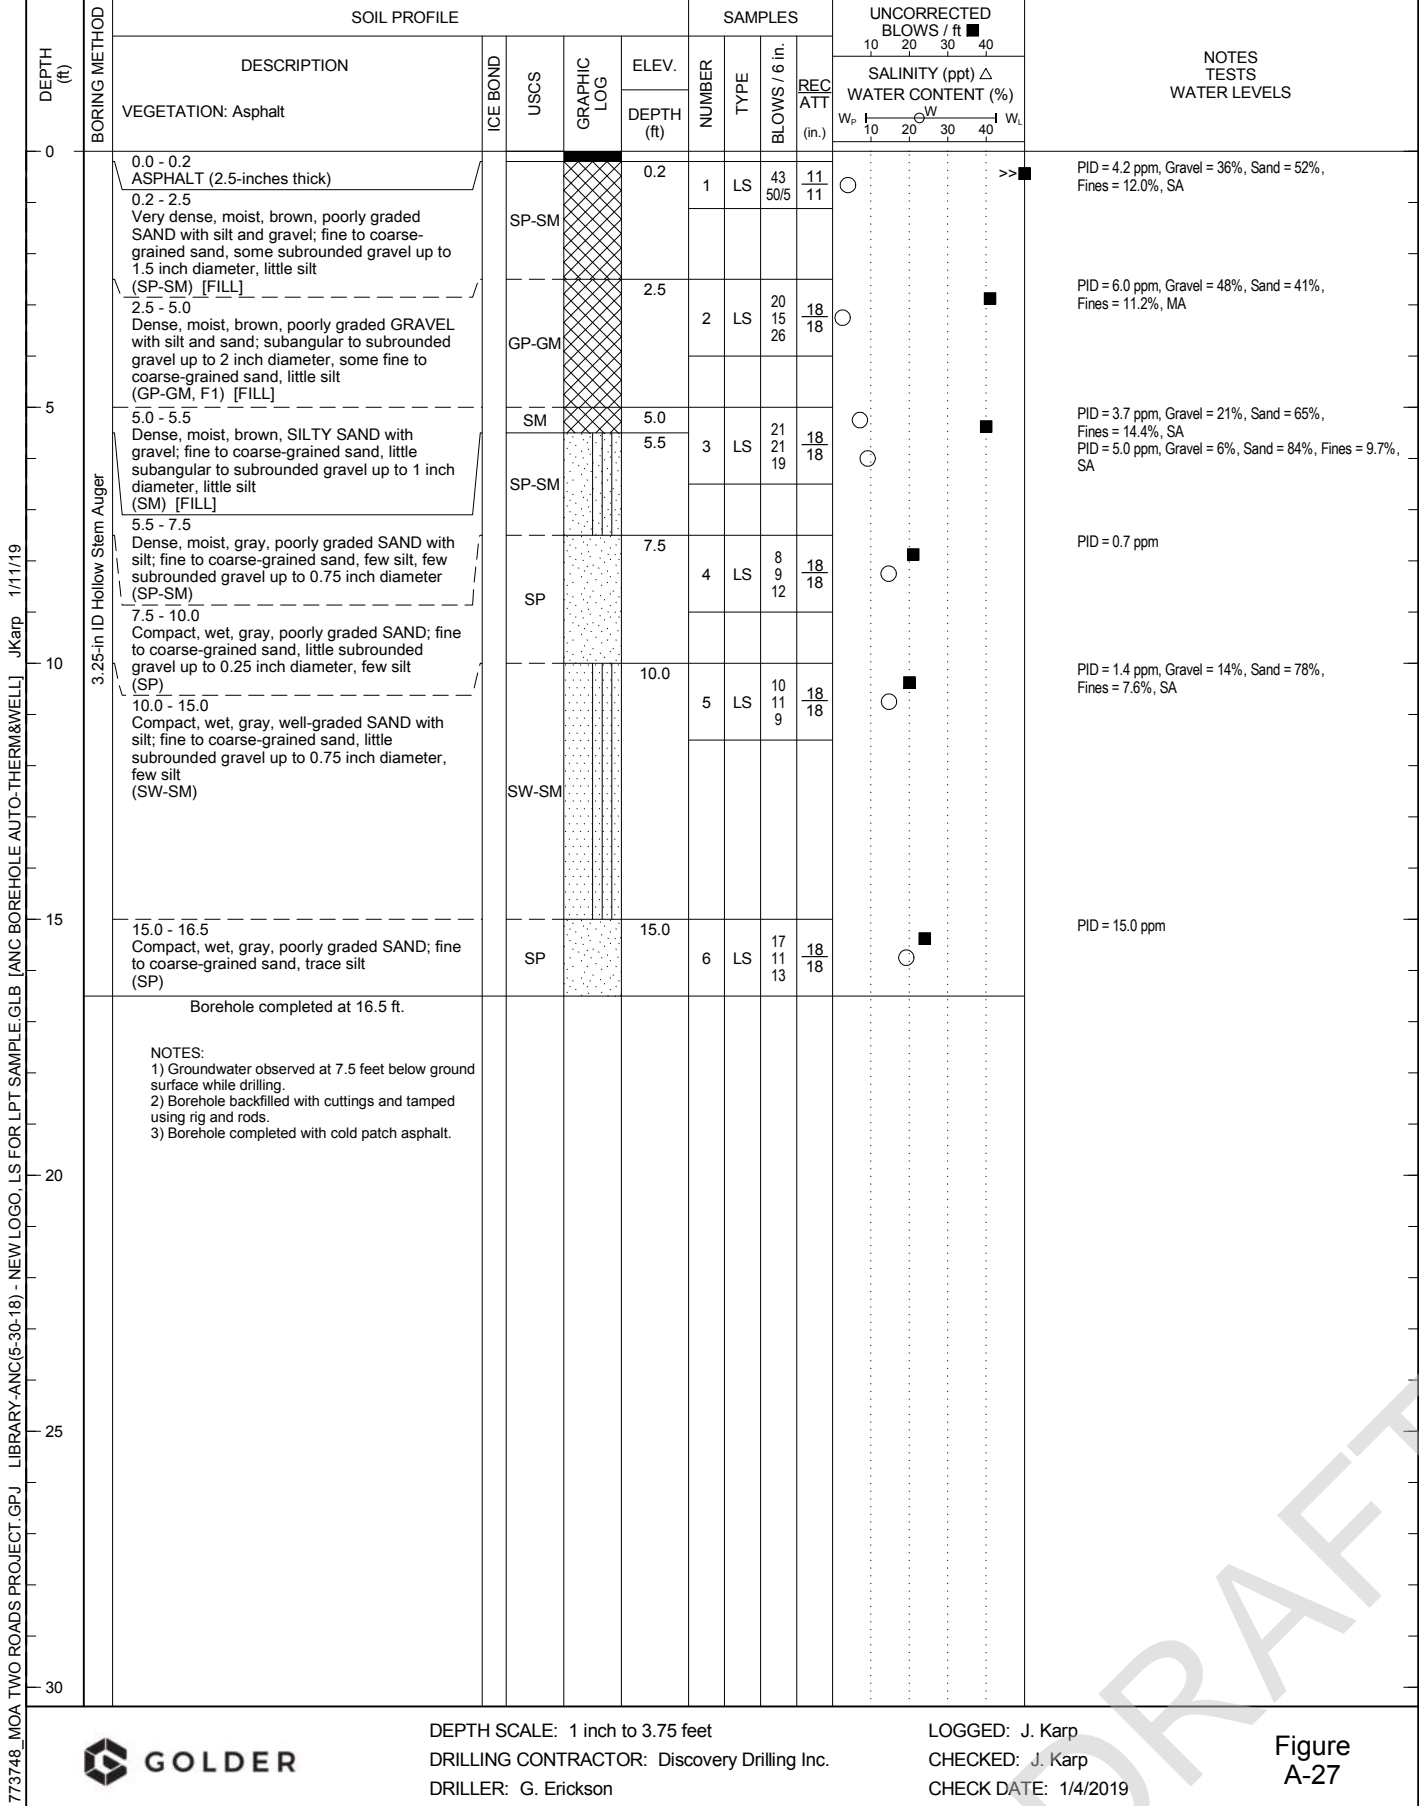 DEPTH
(ft)
BORING METHOD
SOIL PROFILE
SAMPLES
UNCORRECTED
BLOWS / ft ■
10 20 30 40
NOTES
TESTS
WATER LEVELS
DESCRIPTION
VEGETATION: Asphalt
ICE BOND
USCS
GRAPHIC
LOG
ELEV.
DEPTH
(ft)
NUMBER
TYPE
BLOWS / 6 in.
REC
ATT
(in.)
SALINITY (ppt) △
WATER CONTENT (%)
Wp W WL
10 20 30 40
0
5
10
15
20
25
30
3.25-in ID Hollow Stem Auger
0.0 - 0.2
ASPHALT (2.5-inches thick)
0.2 - 2.5
Very dense, moist, brown, poorly graded
SAND with silt and gravel; fine to coarse-
grained sand, some subrounded gravel up to
1.5 inch diameter, little silt
(SP-SM) [FILL]
2.5 - 5.0
Dense, moist, brown, poorly graded GRAVEL
with silt and sand; subangular to subrounded
gravel up to 2 inch diameter, some fine to
coarse-grained sand, little silt
(GP-GM, F1) [FILL]
5.0 - 5.5
Dense, moist, brown, SILTY SAND with
gravel; fine to coarse-grained sand, little
subangular to subrounded gravel up to 1 inch
diameter, little silt
(SM) [FILL]
5.5 - 7.5
Dense, moist, gray, poorly graded SAND with
silt; fine to coarse-grained sand, few silt, few
subrounded gravel up to 0.75 inch diameter
(SP-SM)
7.5 - 10.0
Compact, wet, gray, poorly graded SAND; fine
to coarse-grained sand, little subrounded
gravel up to 0.25 inch diameter, few silt
(SP)
10.0 - 15.0
Compact, wet, gray, well-graded SAND with
silt; fine to coarse-grained sand, little
subrounded gravel up to 0.75 inch diameter,
few silt
(SW-SM)
15.0 - 16.5
Compact, wet, gray, poorly graded SAND; fine
to coarse-grained sand, trace silt
(SP)
Borehole completed at 16.5 ft.
NOTES:
1) Groundwater observed at 7.5 feet below ground
surface while drilling.
2) Borehole backfilled with cuttings and tamped
using rig and rods.
3) Borehole completed with cold patch asphalt.
SP-SM
GP-GM
SM
SP-SM
SP
SW-SM
SP
0.2
2.5
5.0
5.5
7.5
10.0
15.0
1 LS 43 50/5 11/11
2 LS 20 15 26 18/18
3 LS 21 21 19 18/18
4 LS 8 9 12 18/18
5 LS 10 11 9 18/18
6 LS 17 11 13 18/18
>>
PID = 4.2 ppm, Gravel = 36%, Sand = 52%,
Fines = 12.0%, SA
PID = 6.0 ppm, Gravel = 48%, Sand = 41%,
Fines = 11.2%, MA
PID = 3.7 ppm, Gravel = 21%, Sand = 65%,
Fines = 14.4%, SA
PID = 5.0 ppm, Gravel = 6%, Sand = 84%, Fines = 9.7%,
SA
PID = 0.7 ppm
PID = 1.4 ppm, Gravel = 14%, Sand = 78%,
Fines = 7.6%, SA
PID = 15.0 ppm
773748_MOA TWO ROADS PROJECT.GPJ LIBRARY-ANC(5-30-18) - NEW LOGO, LS FOR LPT SAMPLE.GLB [ANC BOREHOLE AUTO-THERM&WELL] JKarp 1/11/19
GOLDER
DEPTH SCALE: 1 inch to 3.75 feet
DRILLING CONTRACTOR: Discovery Drilling Inc.
DRILLER: G. Erickson
LOGGED: J. Karp
CHECKED: J. Karp
CHECK DATE: 1/4/2019
Figure
A-27
DRAFT